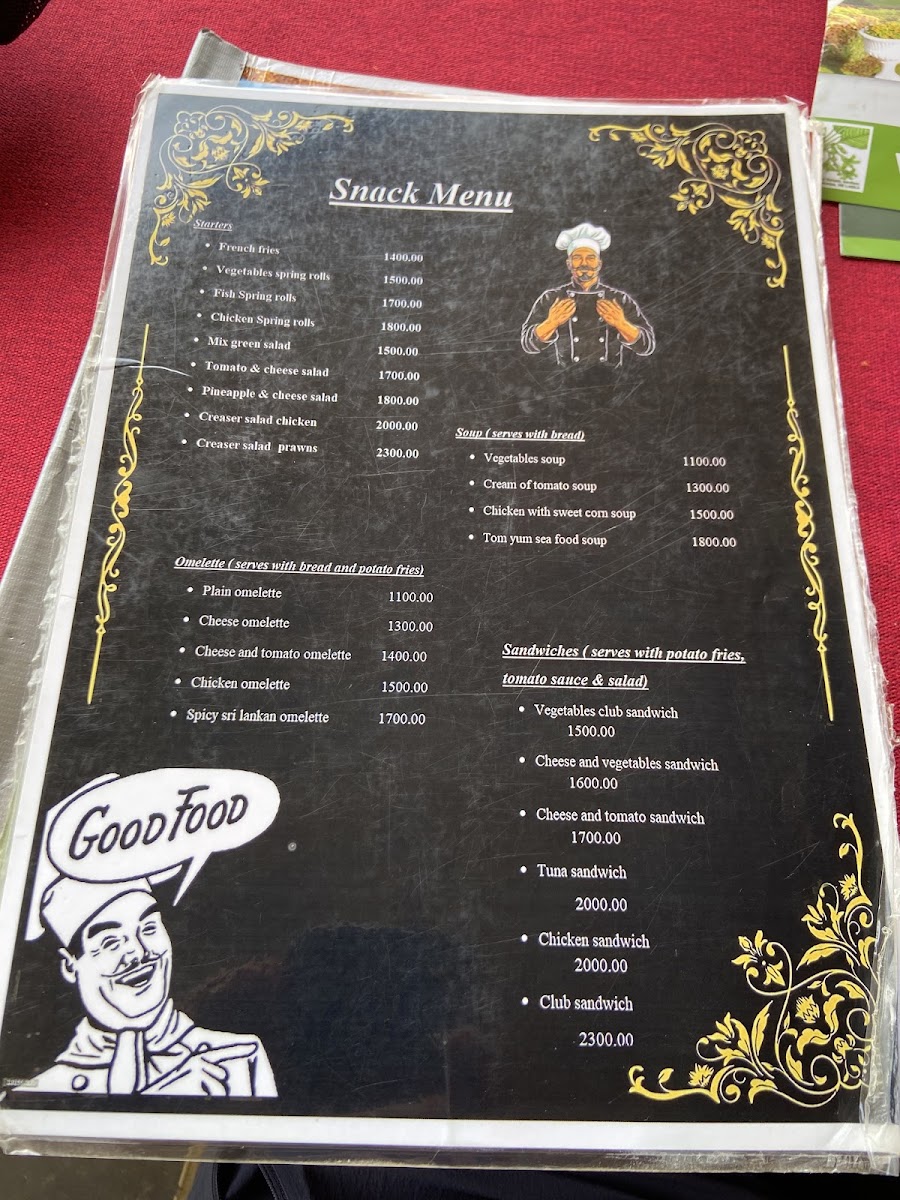 Snack Menu
Starters
• French fries 1400.00
• Vegetables spring rolls 1500.00
• Fish Spring rolls 1700.00
• Chicken Spring rolls 1800.00
• Mix green salad 1500.00
• Tomato & cheese salad 1700.00
• Pineapple & cheese salad 1800.00
• Creaser salad chicken 2000.00
• Creaser salad prawns 2300.00
Soup ( serves with bread)
• Vegetables soup 1100.00
• Cream of tomato soup 1300.00
• Chicken with sweet corn soup 1500.00
• Tom yum sea food soup 1800.00
Omelette ( serves with bread and potato fries)
• Plain omelette 1100.00
• Cheese omelette 1300.00
• Cheese and tomato omelette 1400.00
• Chicken omelette 1500.00
• Spicy sri lankan omelette 1700.00
Sandwiches ( serves with potato fries,
tomato sauce & salad)
• Vegetables club sandwich
1500.00
• Cheese and vegetables sandwich
1600.00
• Cheese and tomato sandwich
1700.00
• Tuna sandwich
2000.00
• Chicken sandwich
2000.00
• Club sandwich
2300.00
GOOD FOOD